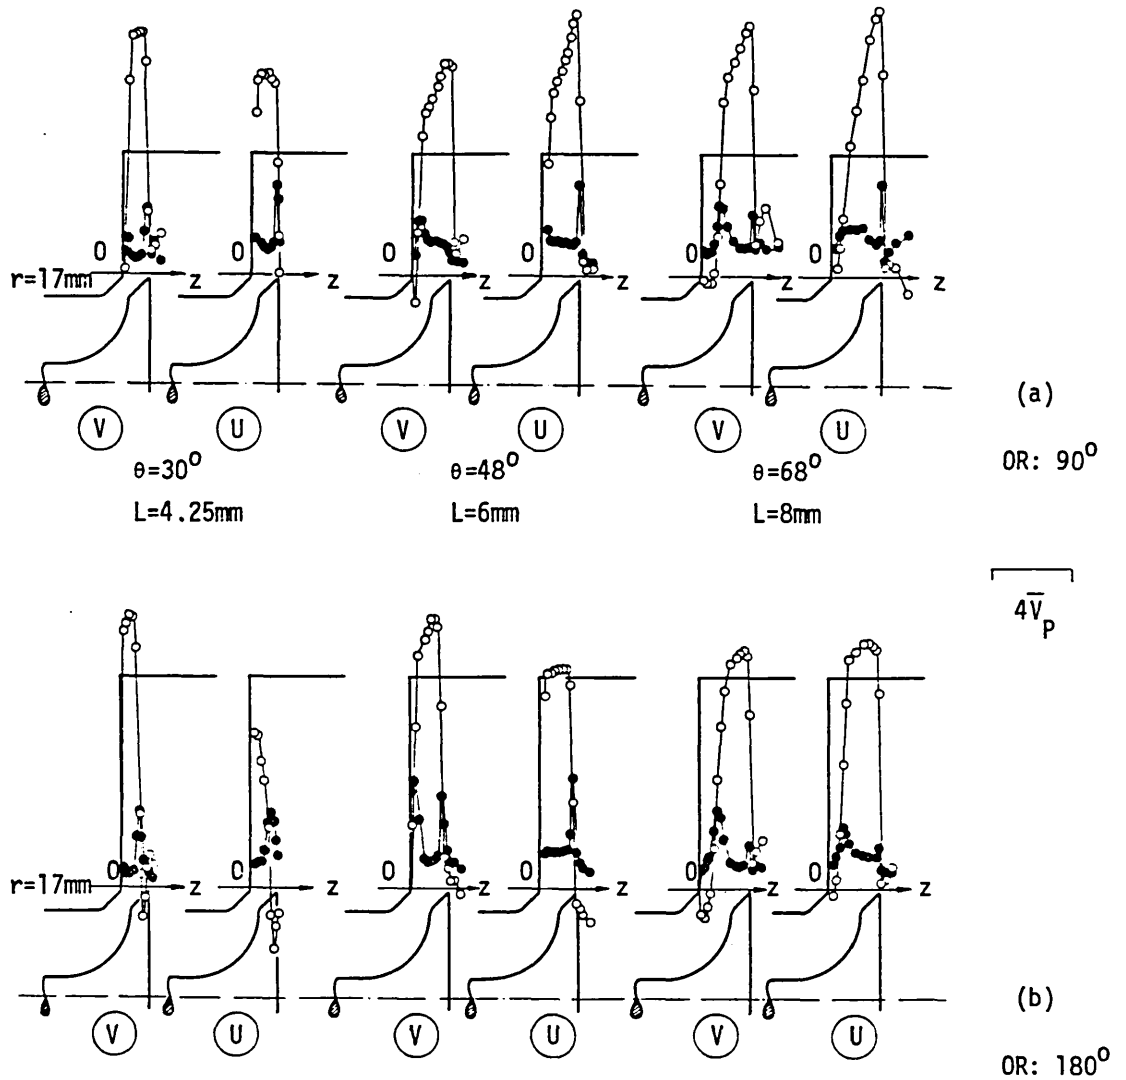 0 0 0 0 0 0
r=17mm z z z z z z
V U V U V U
(a)
θ=30° θ=48° θ=68°
OR: 90°
L=4.25mm L=6mm L=8mm
4V̅p
0 0 0 0 0 0
r=17mm z z z z z z
(b)
V U V U V U
OR: 180°